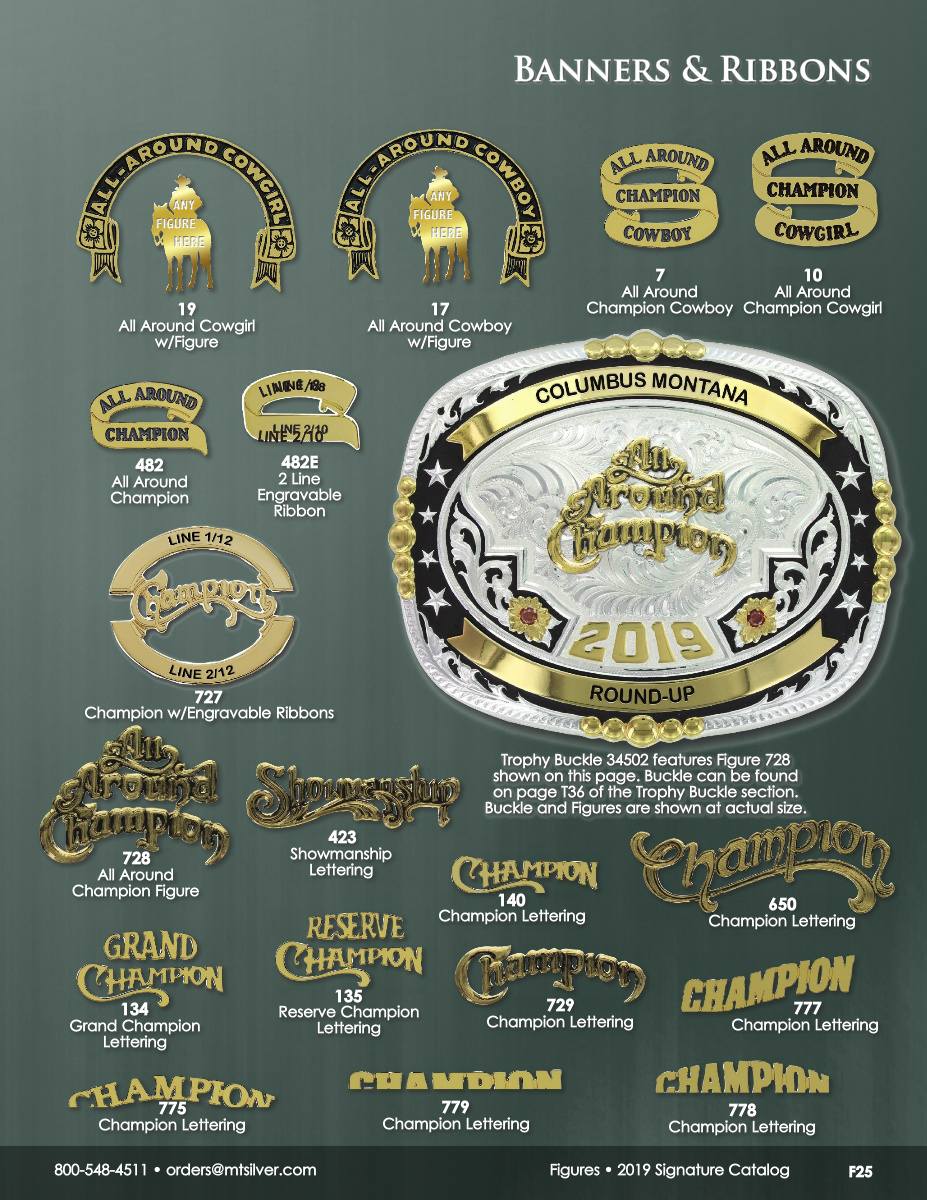 BANNERS & RIBBONS
ALL-AROUND COWGIRL
ANY
FIGURE
HERE
19
All Around Cowgirl
w/Figure
ALL-AROUND COWBOY
ANY
FIGURE
HERE
17
All Around Cowboy
w/Figure
ALL AROUND
CHAMPION
COWBOY
7
All Around
Champion Cowboy
ALL AROUND
CHAMPION
COWGIRL
10
All Around
Champion Cowgirl
ALL AROUND
CHAMPION
482
All Around
Champion
LINE 2/10
LINE 2/10
482E
2 Line
Engravable
Ribbon
COLUMBUS MONTANA
All
Around
Champion
2019
ROUND-UP
LINE 1/12
Champion
LINE 2/12
727
Champion w/Engravable Ribbons
Trophy Buckle 34502 features Figure 728
shown on this page. Buckle can be found
on page T36 of the Trophy Buckle section.
Buckle and Figures are shown at actual size.
All
Around
Champion
728
All Around
Champion Figure
Showmanship
423
Showmanship
Lettering
CHAMPION
140
Champion Lettering
Champion
650
Champion Lettering
GRAND
CHAMPION
134
Grand Champion
Lettering
RESERVE
CHAMPION
135
Reserve Champion
Lettering
Champion
729
Champion Lettering
CHAMPION
777
Champion Lettering
CHAMPION
775
Champion Lettering
CHAMPION
779
Champion Lettering
CHAMPION
778
Champion Lettering
800-548-4511 • orders@mtsilver.com
Figures • 2019 Signature Catalog
F25